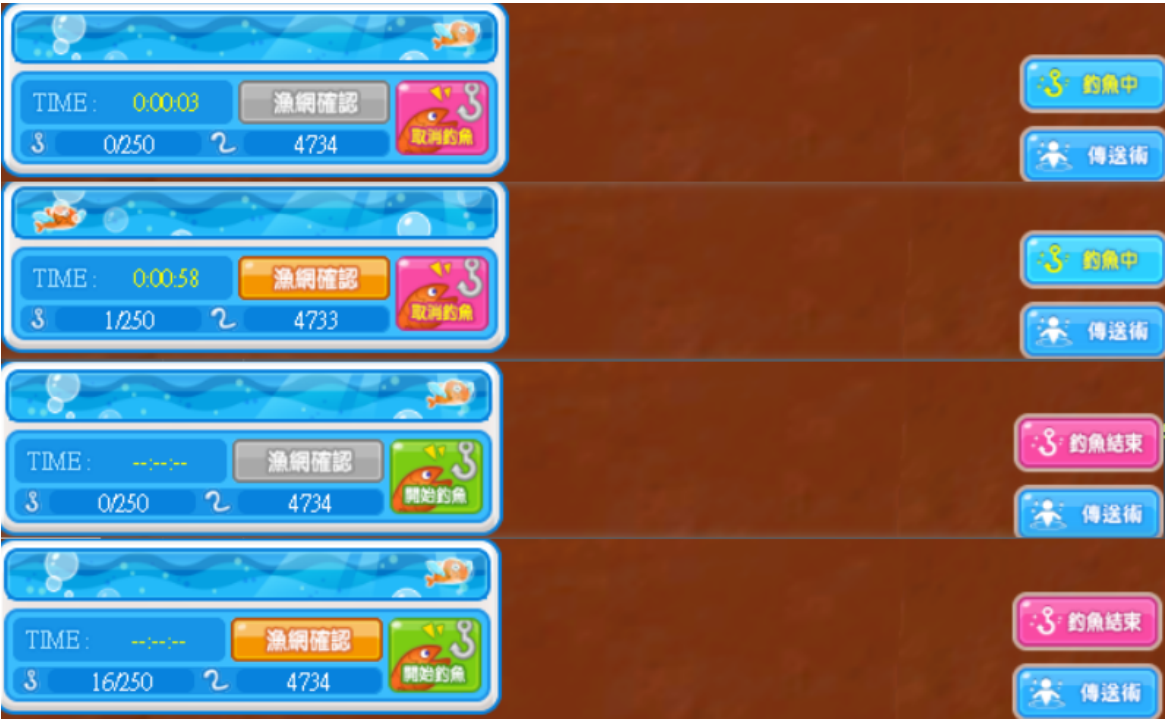 釣魚中
TIME : 0:00:03 漁網確認 取消釣魚
0/250 4734
傳送術
釣魚中
TIME : 0:00:58 漁網確認 取消釣魚
1/250 4733
傳送術
釣魚結束
TIME : --:--:-- 漁網確認 開始釣魚
0/250 4734
傳送術
釣魚結束
TIME : --:--:-- 漁網確認 開始釣魚
16/250 4734
傳送術